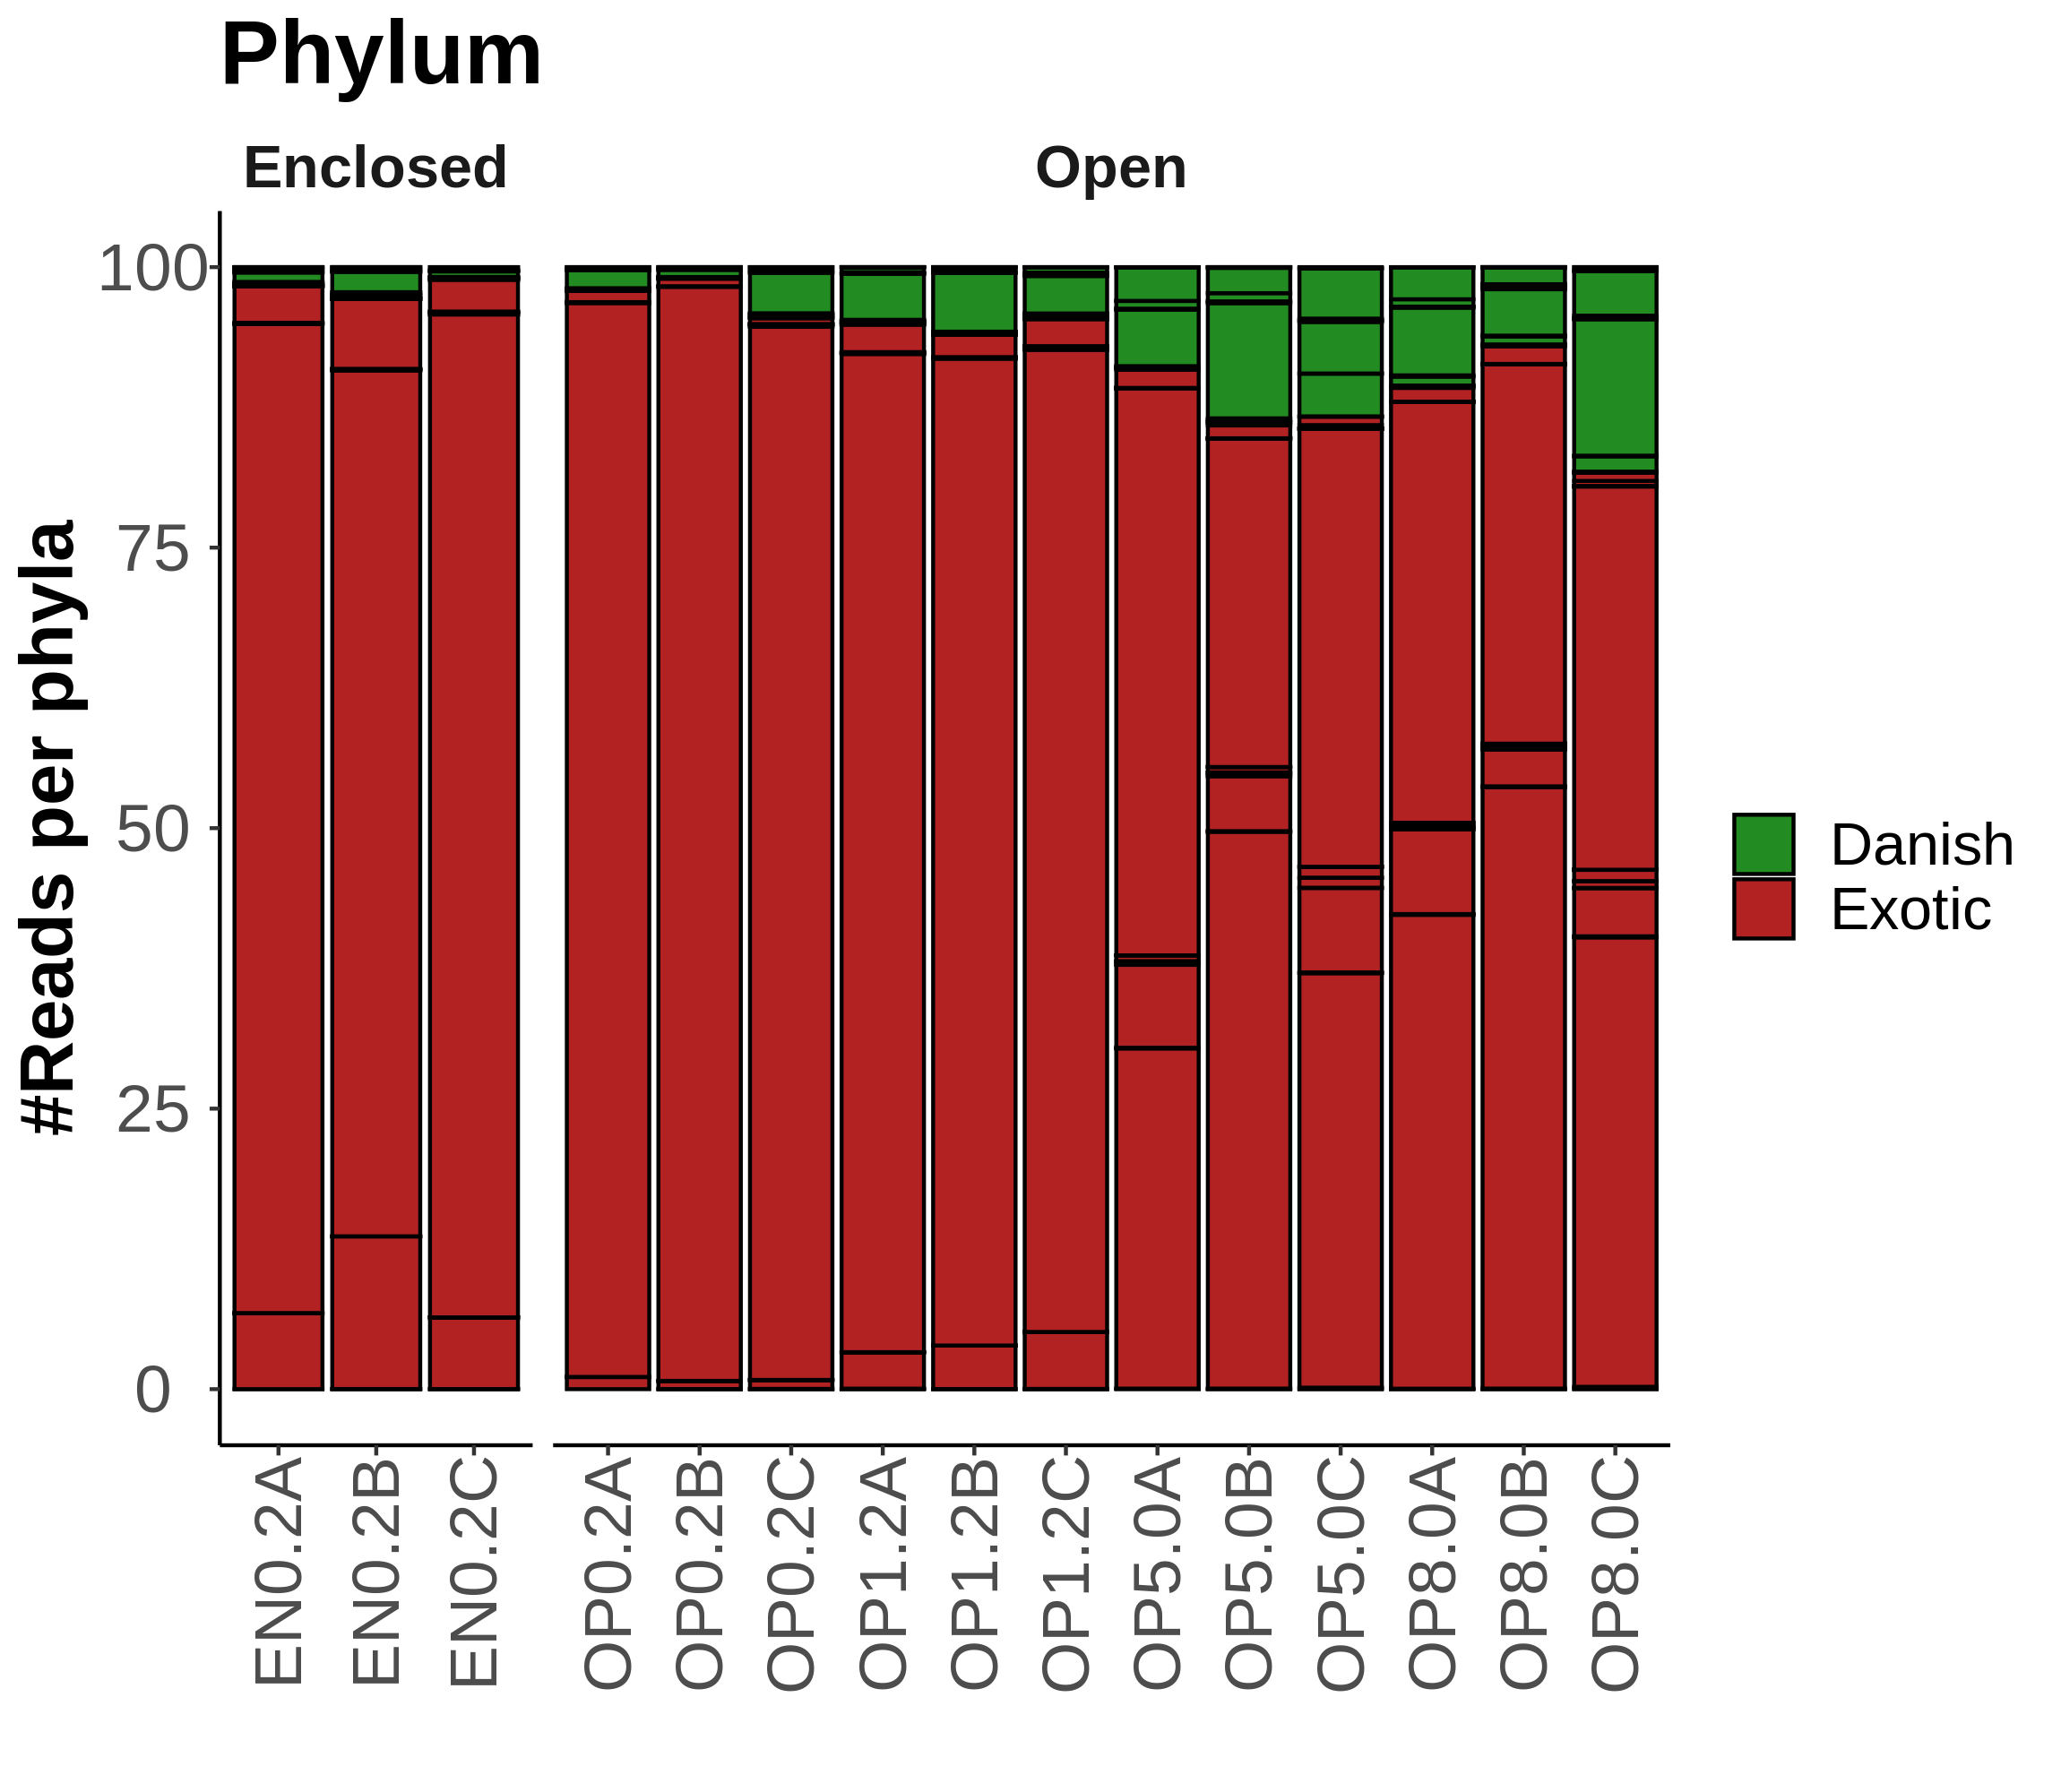 Phylum
Enclosed
Open
#Reads per phyla
100
75
50
25
0
EN0.2A
EN0.2B
EN0.2C
OP0.2A
OP0.2B
OP0.2C
OP1.2A
OP1.2B
OP1.2C
OP5.0A
OP5.0B
OP5.0C
OP8.0A
OP8.0B
OP8.0C
Danish
Exotic